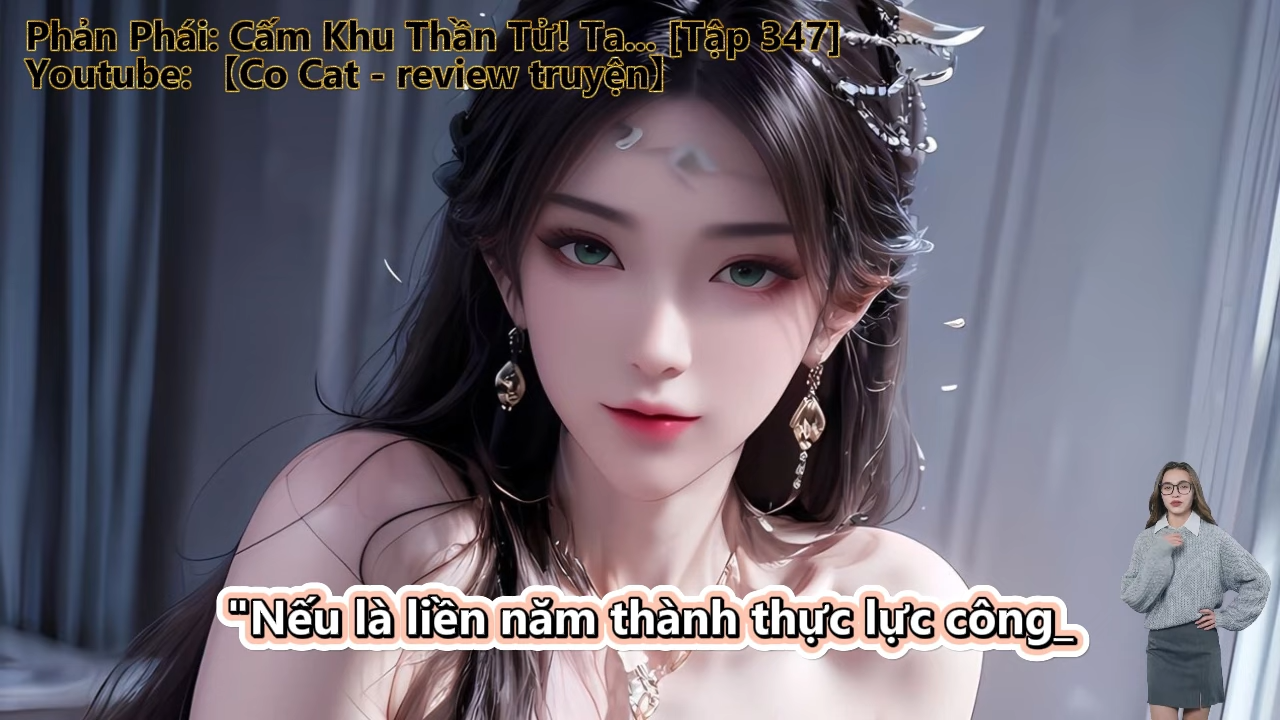 Phản Phái: Cấm Khu Thần Tử! Ta... [Tập 347]
Youtube: 【Co Cat - review truyện】
"Nếu là liền năm thành thực lực công_